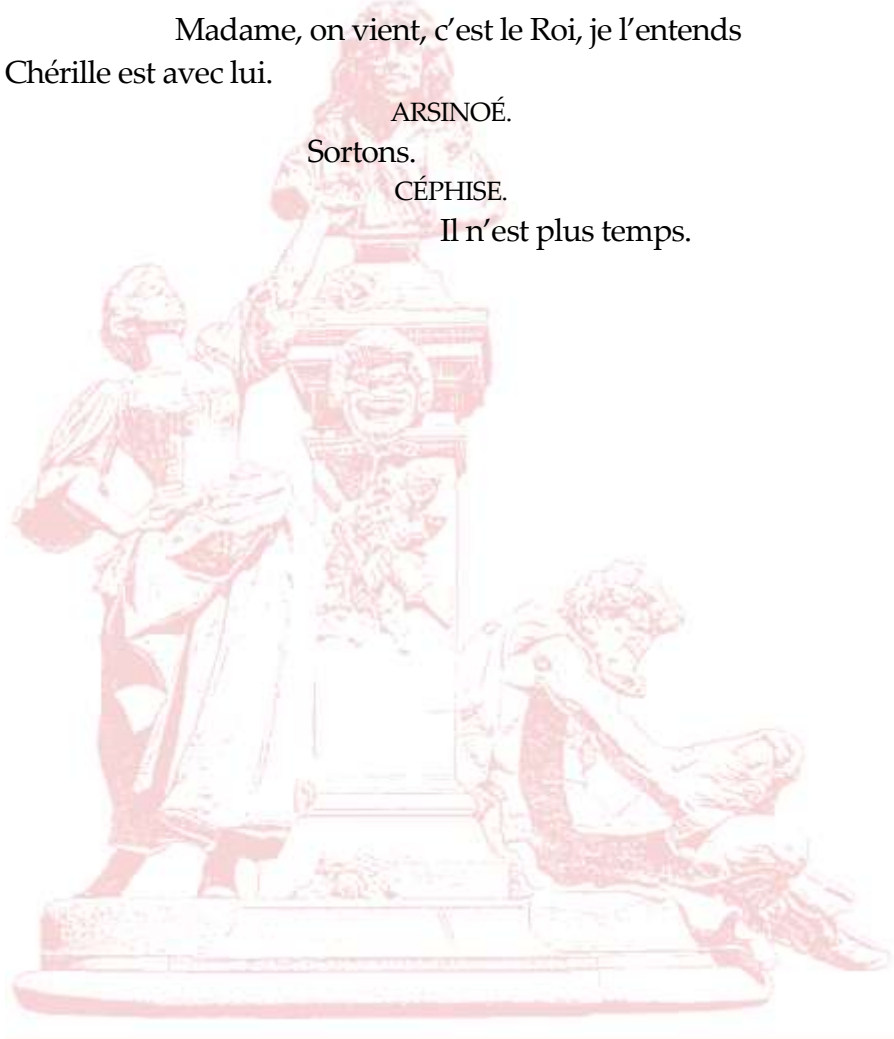 Madame, on vient, c’est le Roi, je l’entends
Chérille est avec lui.
ARSINOÉ.
Sortons.
CÉPHISE.
Il n’est plus temps.